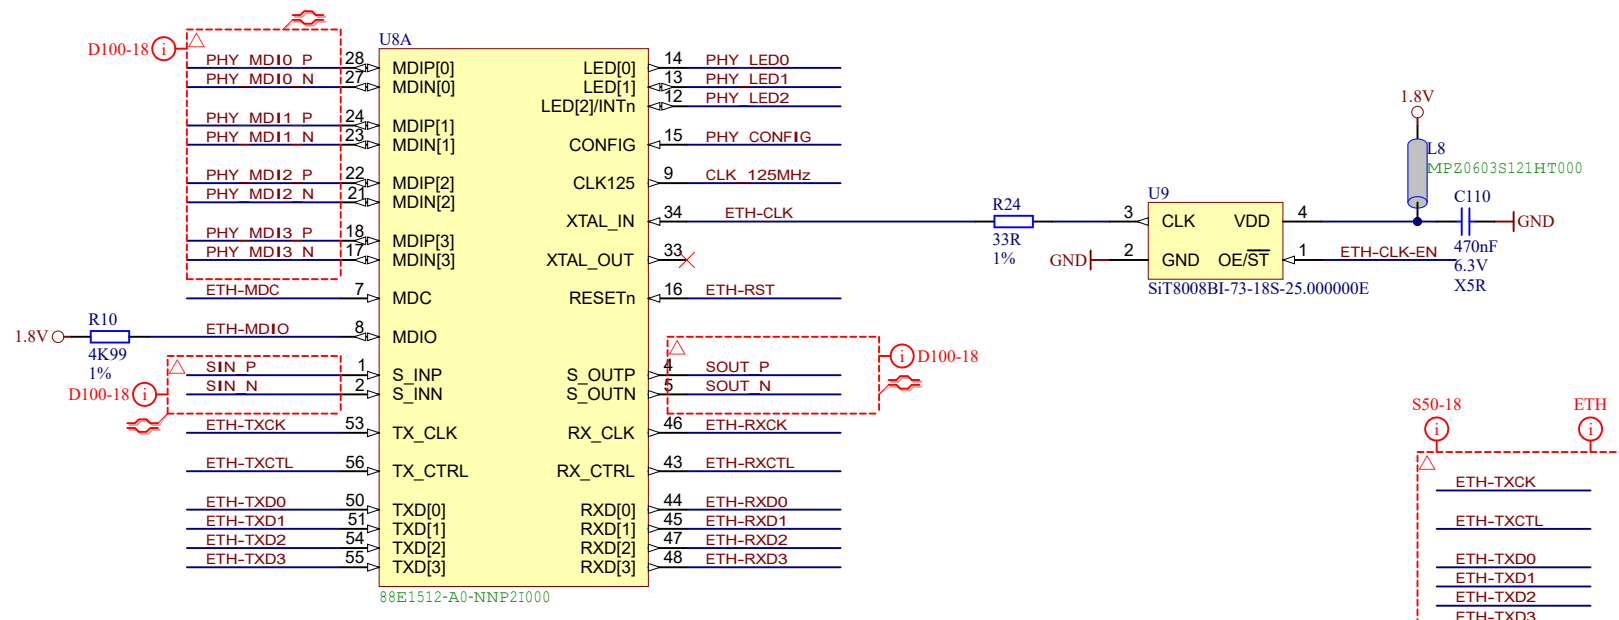 D100-18
U8A
PHY_MDI0_P 28 MDIP[0] LED[0] 14 PHY_LED0
PHY_MDI0_N 27 MDIN[0] LED[1] 13 PHY_LED1
LED[2]/INTn 12 PHY_LED2
PHY_MDI1_P 24 MDIP[1]
PHY_MDI1_N 23 MDIN[1] CONFIG 15 PHY_CONFIG
PHY_MDI2_P 22 MDIP[2] CLK125 9 CLK_125MHz
PHY_MDI2_N 21 MDIN[2]
XTAL_IN 34 ETH-CLK
PHY_MDI3_P 18 MDIP[3]
PHY_MDI3_N 17 MDIN[3] XTAL_OUT 33
ETH-MDC 7 MDC RESETn 16 ETH-RST
1.8V R10 ETH-MDIO 8 MDIO
4K99
1%
D100-18
SIN_P 1 S_INP S_OUTP 4 SOUT_P
SIN_N 2 S_INN S_OUTN 5 SOUT_N
D100-18
ETH-TXCK 53 TX_CLK RX_CLK 46 ETH-RXCK
ETH-TXCTL 56 TX_CTRL RX_CTRL 43 ETH-RXCTL
ETH-TXD0 50 TXD[0] RXD[0] 44 ETH-RXD0
ETH-TXD1 51 TXD[1] RXD[1] 45 ETH-RXD1
ETH-TXD2 54 TXD[2] RXD[2] 47 ETH-RXD2
ETH-TXD3 55 TXD[3] RXD[3] 48 ETH-RXD3
88E1512-A0-NNP2I000
1.8V
L8
MPZ0603S121HT000
R24
33R
1%
U9
3 CLK VDD 4
GND 2 GND OE/ST 1 ETH-CLK-EN
SiT8008BI-73-18S-25.000000E
C110
GND
470nF
6.3V
X5R
S50-18 ETH
ETH-TXCK
ETH-TXCTL
ETH-TXD0
ETH-TXD1
ETH-TXD2
ETH-TXD3